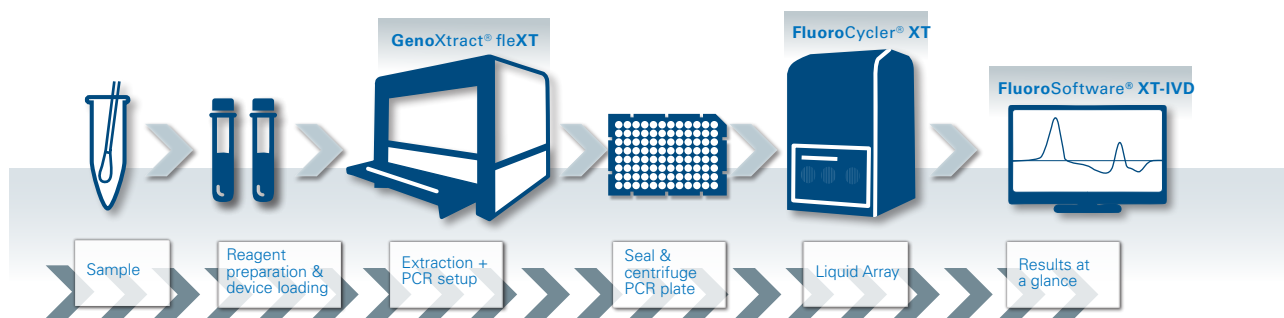 GenoXtract® fleXT
FluoroCycler® XT
FluoroSoftware® XT-IVD
Sample
Reagent
preparation &
device loading
Extraction +
PCR setup
Seal &
centrifuge
PCR plate
Liquid Array
Results at
a glance